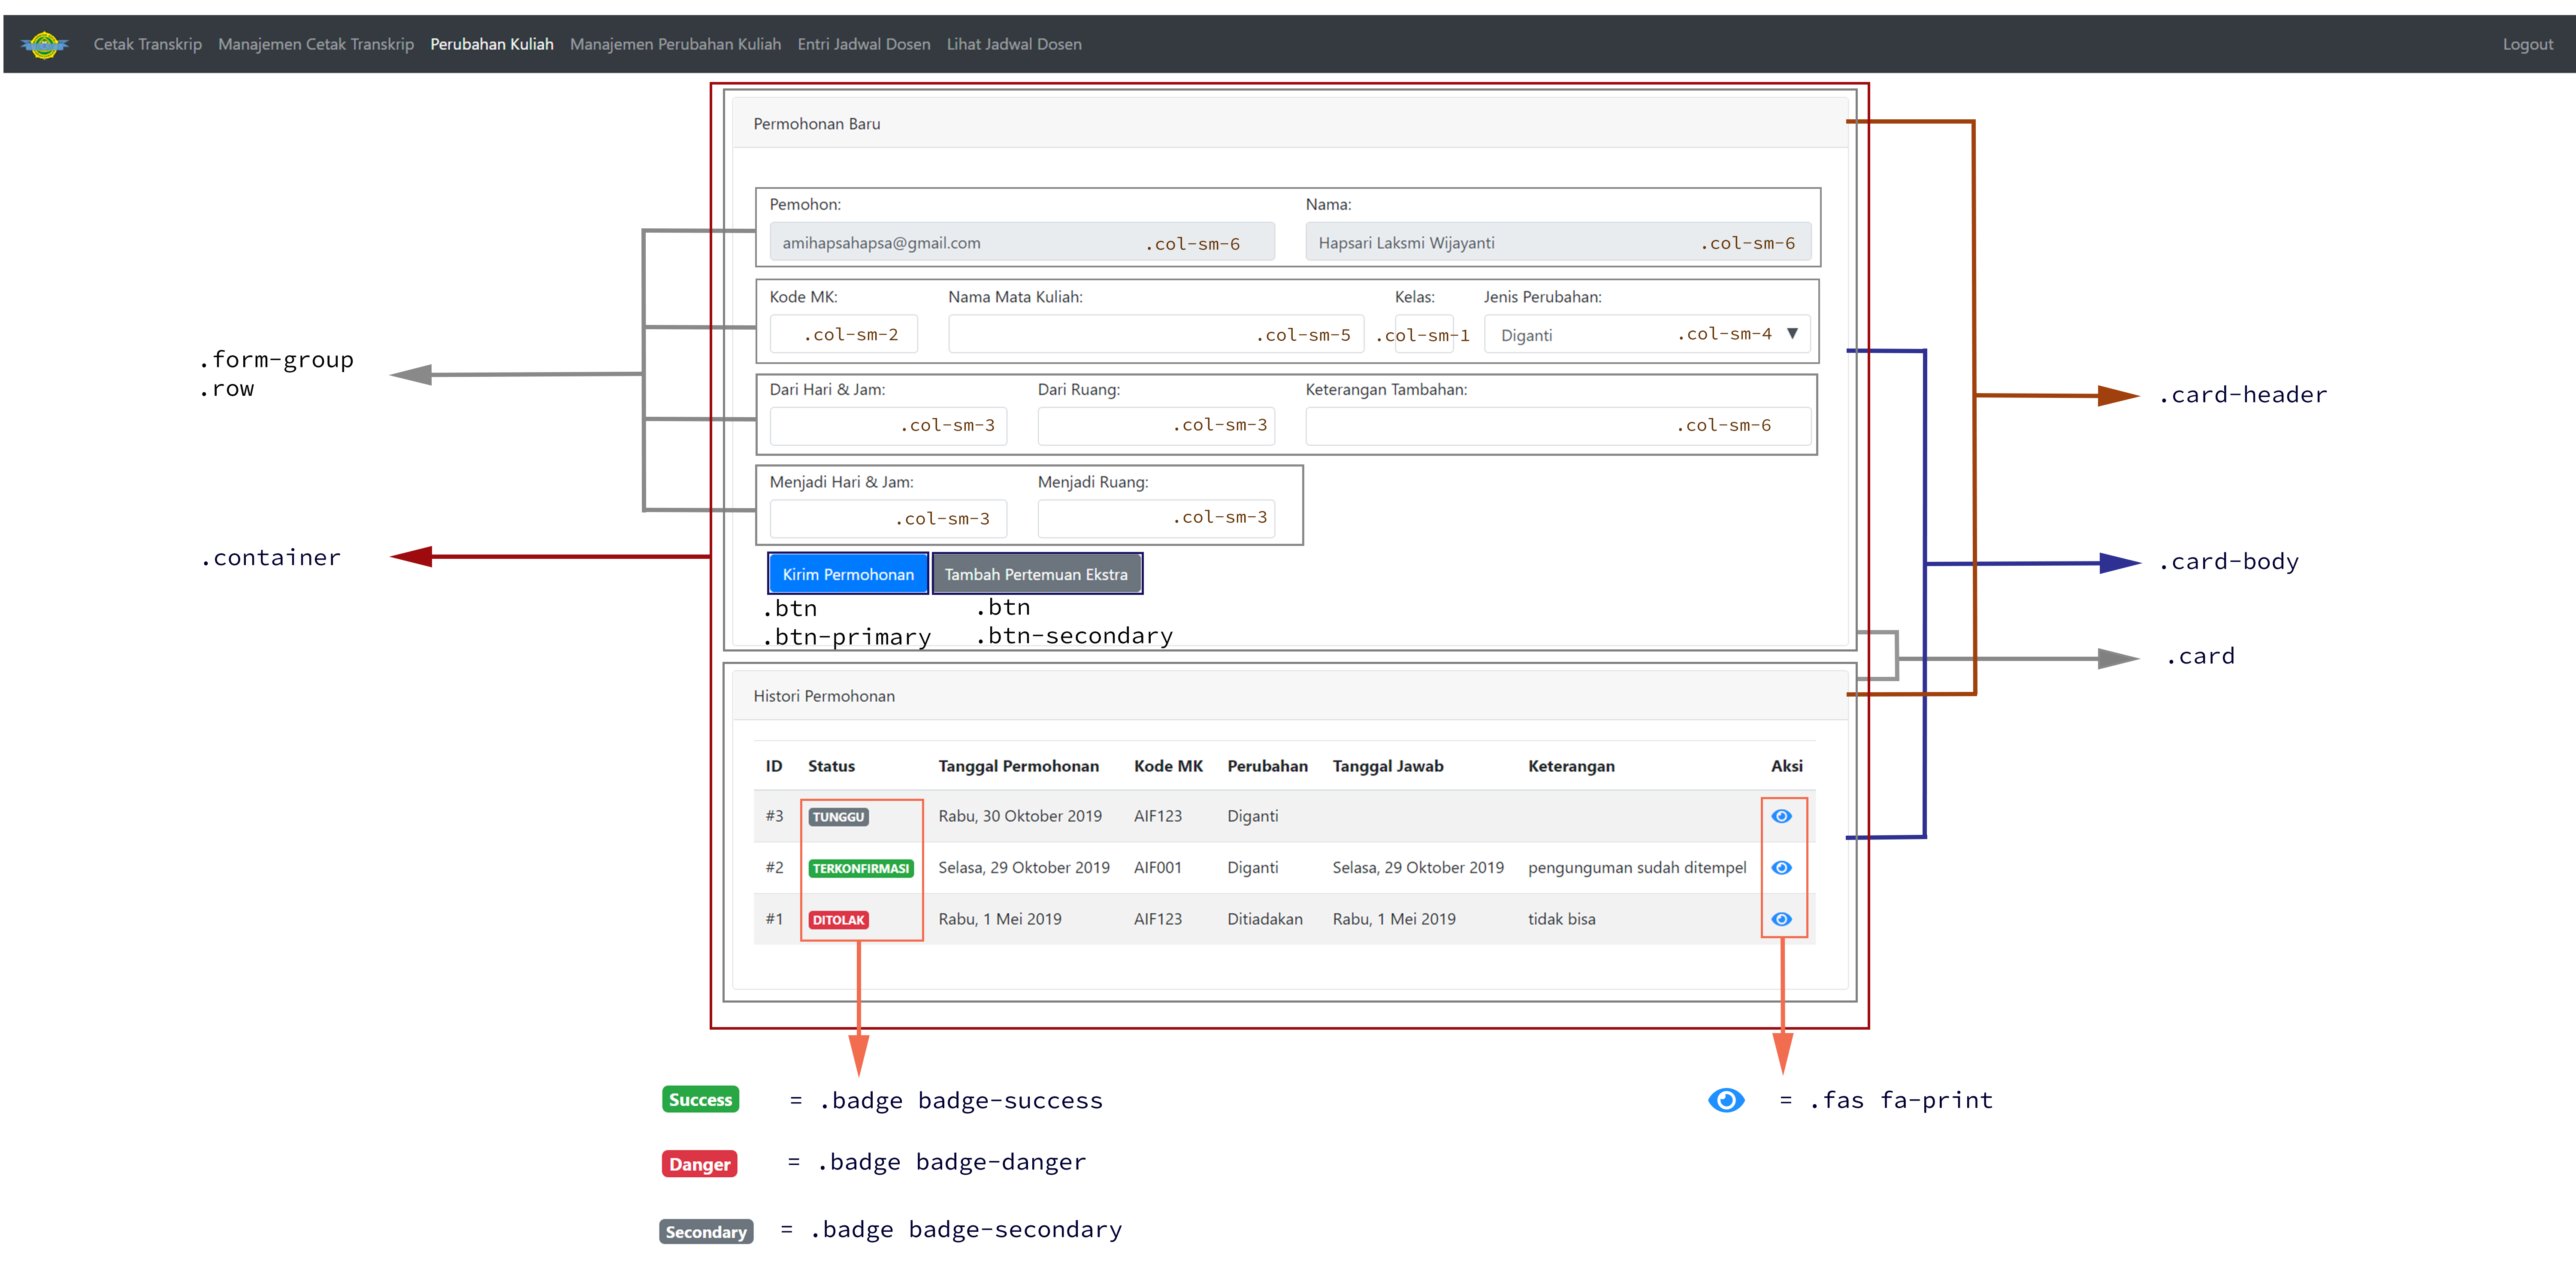 Cetak Transkrip Manajemen Cetak Transkrip Perubahan Kuliah Manajemen Perubahan Kuliah Entri Jadwal Dosen Lihat Jadwal Dosen Logout
Permohonan Baru
Pemohon: Nama:
amihapsahapsa@gmail.com .col-sm-6 Hapsari Laksmi Wijayanti .col-sm-6
Kode MK: Nama Mata Kuliah: Kelas: Jenis Perubahan:
.col-sm-2 .col-sm-5 .col-sm-1 Diganti .col-sm-4 ▼
Dari Hari & Jam: Dari Ruang: Keterangan Tambahan:
.col-sm-3 .col-sm-3 .col-sm-6
Menjadi Hari & Jam: Menjadi Ruang:
.col-sm-3 .col-sm-3
Kirim Permohonan Tambah Pertemuan Ekstra
.btn .btn
.btn-primary .btn-secondary
.form-group
.row
.container
.card-header
.card-body
.card
Histori Permohonan
ID Status Tanggal Permohonan Kode MK Perubahan Tanggal Jawab Keterangan Aksi
#3 TUNGGU Rabu, 30 Oktober 2019 AIF123 Diganti
#2 TERKONFIRMASI Selasa, 29 Oktober 2019 AIF001 Diganti Selasa, 29 Oktober 2019 pengunguman sudah ditempel
#1 DITOLAK Rabu, 1 Mei 2019 AIF123 Ditiadakan Rabu, 1 Mei 2019 tidak bisa
Success = .badge badge-success
= .fas fa-print
Danger = .badge badge-danger
Secondary = .badge badge-secondary